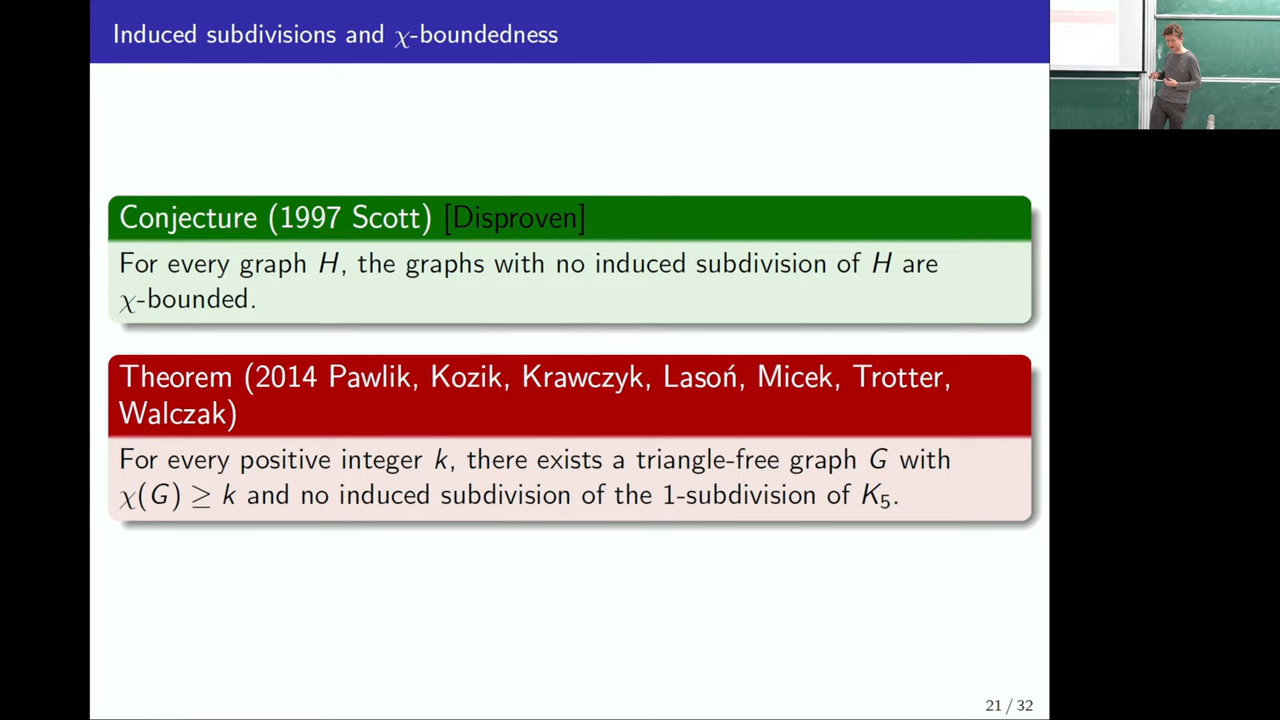 Induced subdivisions and χ-boundedness
Conjecture (1997 Scott) [Disproven]
For every graph H, the graphs with no induced subdivision of H are
χ-bounded.
Theorem (2014 Pawlik, Kozik, Krawczyk, Lasoń, Micek, Trotter,
Walczak)
For every positive integer k, there exists a triangle-free graph G with
χ(G) ≥ k and no induced subdivision of the 1-subdivision of K₅.
21 / 32